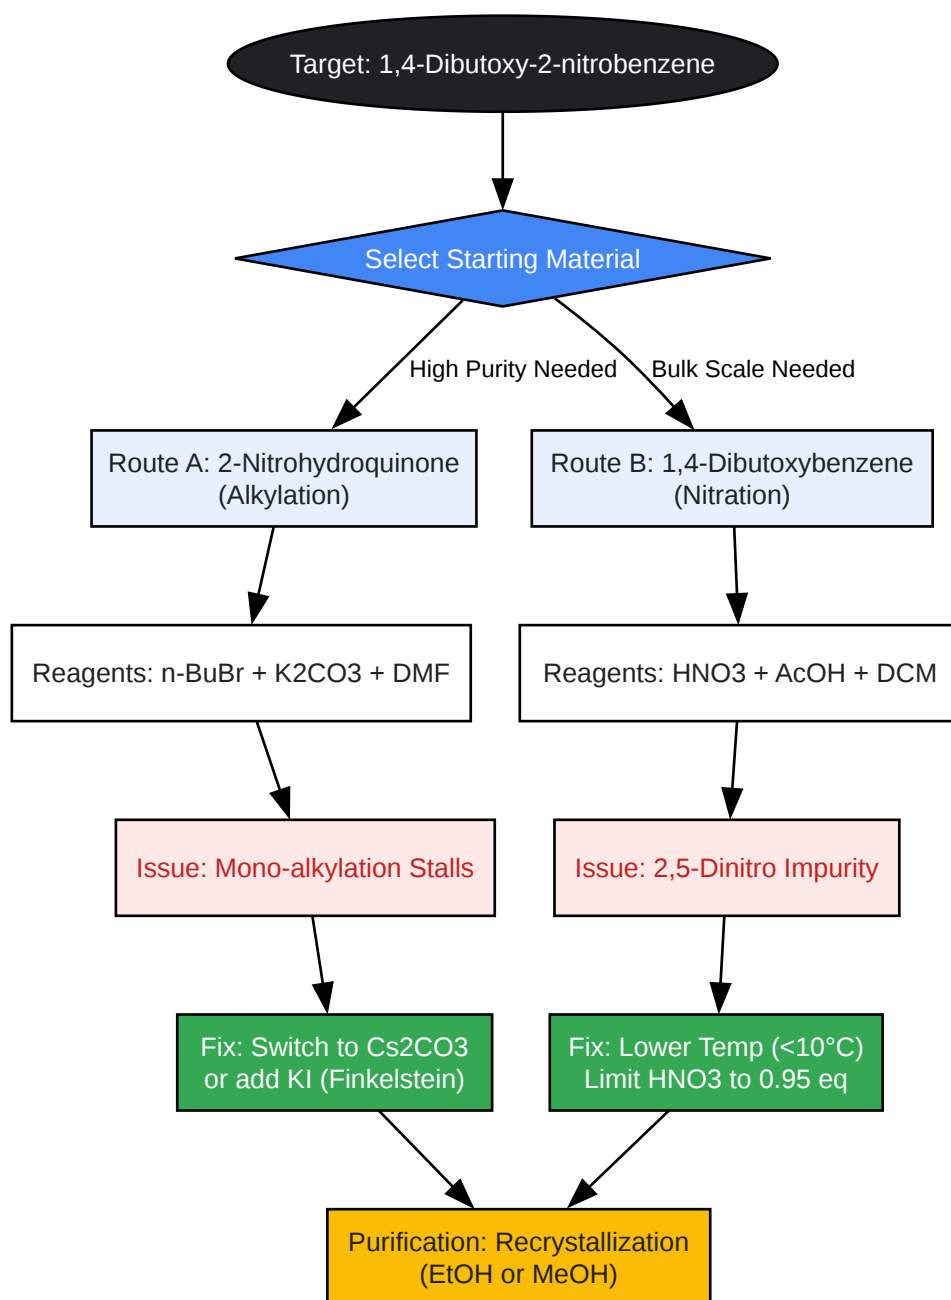 Target: 1,4-Dibutoxy-2-nitrobenzene
Select Starting Material
High Purity Needed
Bulk Scale Needed
Route A: 2-Nitrohydroquinone
(Alkylation)
Route B: 1,4-Dibutoxybenzene
(Nitration)
Reagents: n-BuBr + K2CO3 + DMF
Reagents: HNO3 + AcOH + DCM
Issue: Mono-alkylation Stalls
Issue: 2,5-Dinitro Impurity
Fix: Switch to Cs2CO3
or add KI (Finkelstein)
Fix: Lower Temp (<10°C)
Limit HNO3 to 0.95 eq
Purification: Recrystallization
(EtOH or MeOH)